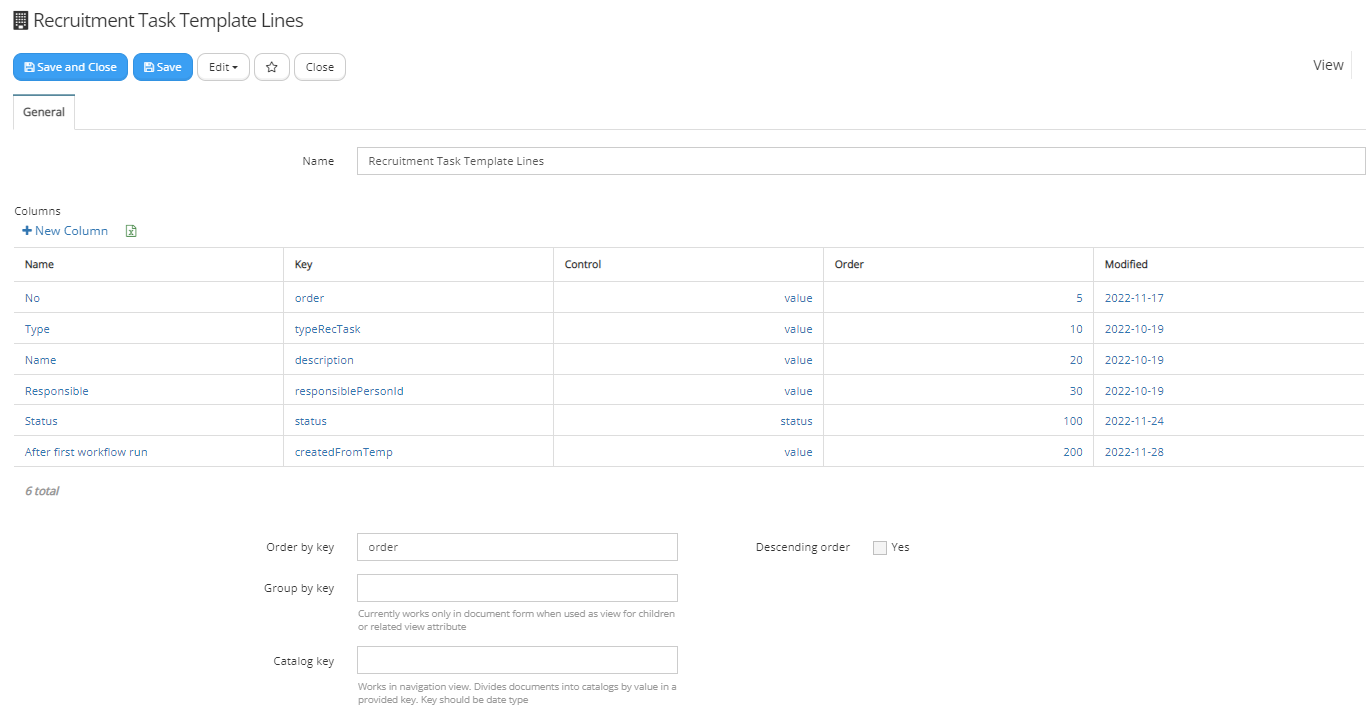 Recruitment Task Template Lines
Save and Close Save Edit Close View
General
Name Recruitment Task Template Lines
Columns
New Column
Name Key Control Order Modified
No order value 5 2022-11-17
Type typeRecTask value 10 2022-10-19
Name description value 20 2022-10-19
Responsible responsiblePersonId value 30 2022-10-19
Status status status 100 2022-11-24
After first workflow run createdFromTemp value 200 2022-11-28
6 total
Order by key order Descending order Yes
Group by key
Currently works only in document form when used as view for children
or related view attribute
Catalog key
Works in navigation view. Divides documents into catalogs by value in a
provided key. Key should be date type